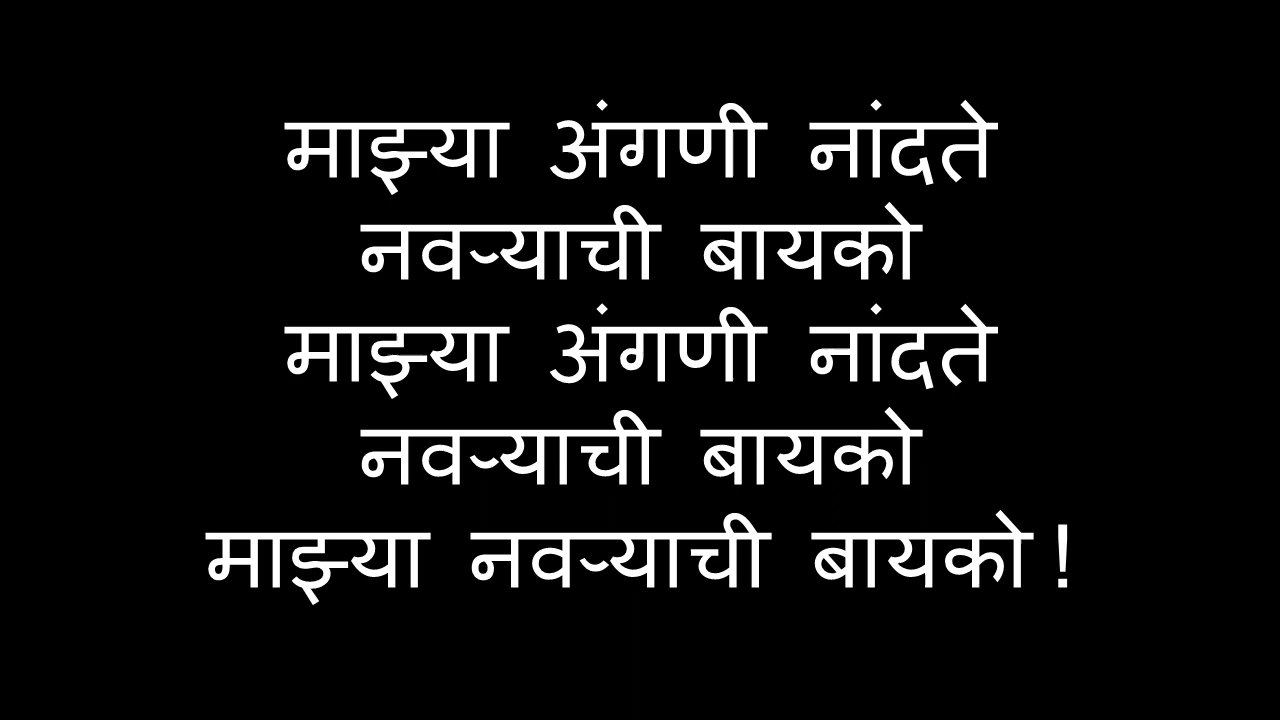 माझ्या अंगणी नांदते
नवऱ्याची बायको
माझ्या अंगणी नांदते
नवऱ्याची बायको
माझ्या नवऱ्याची बायको!